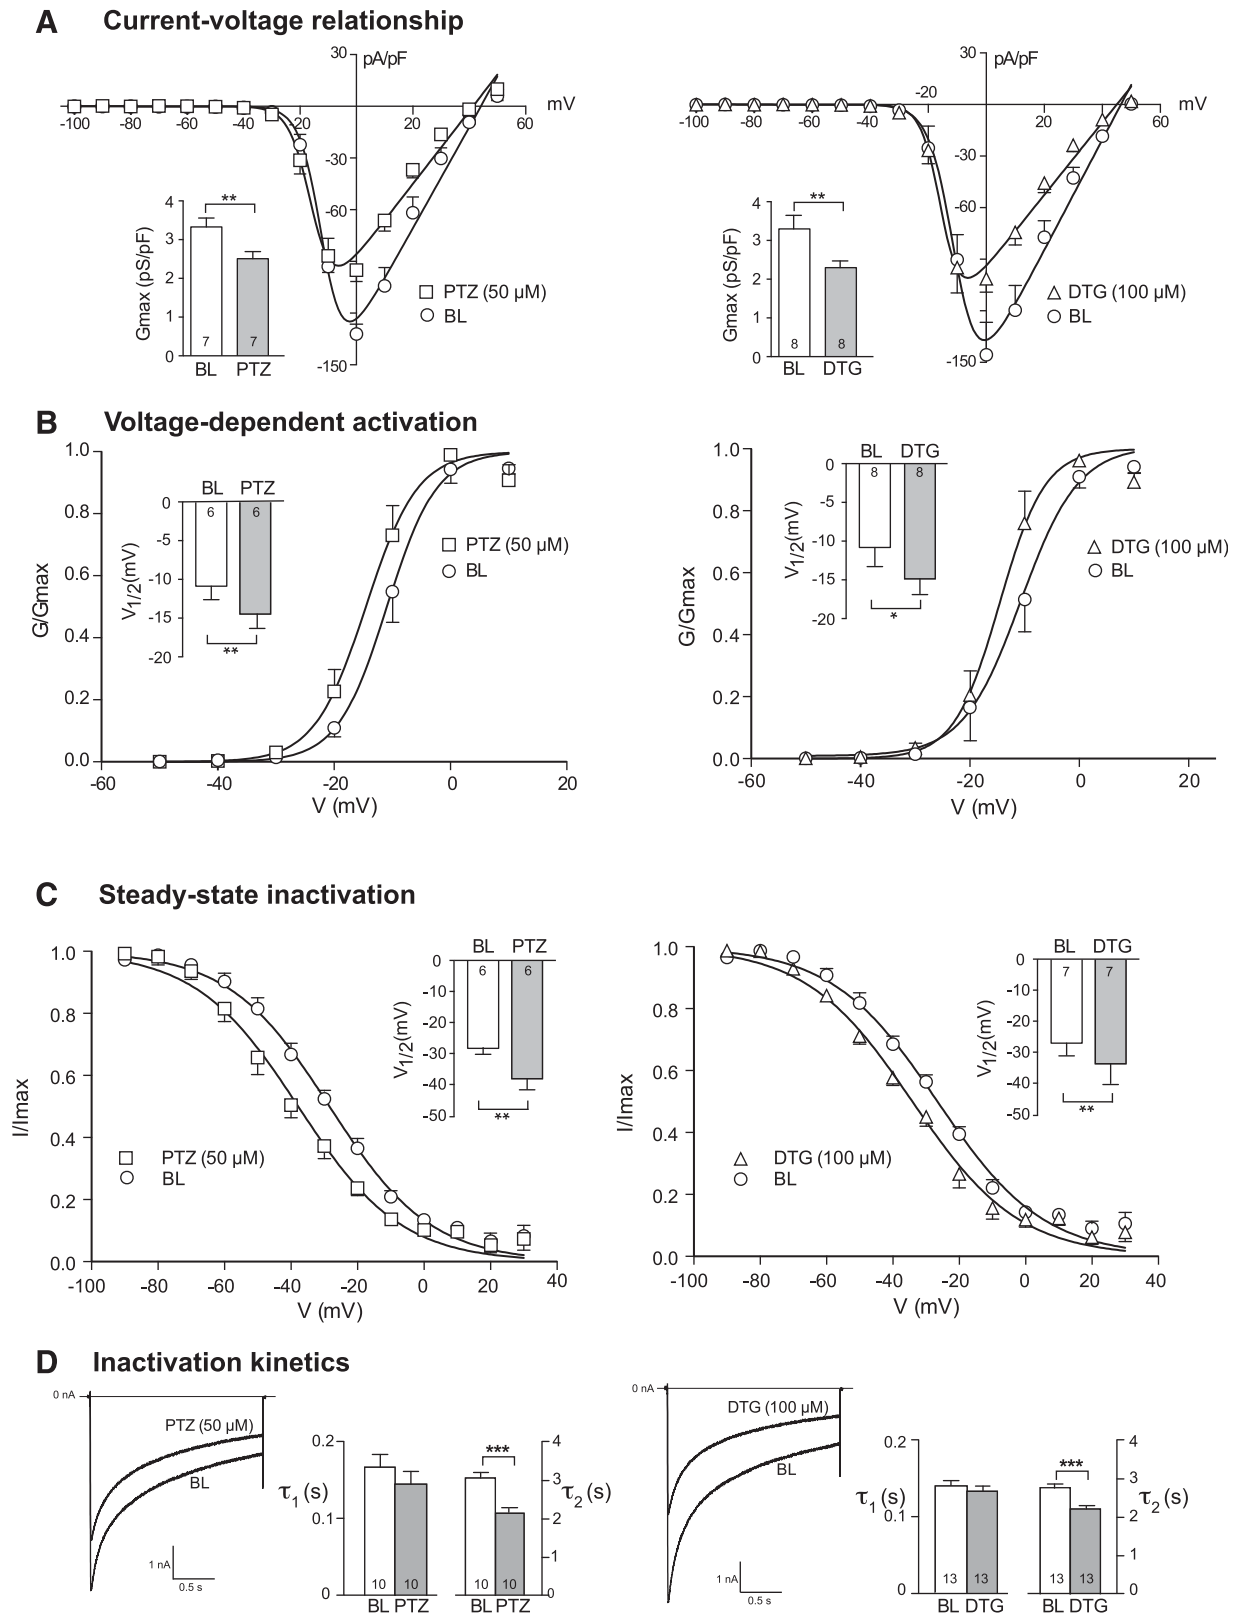 A Current-voltage relationship
30
pA/pF
mV
-100 -80 -60 -40 -20 20 60
-30
-60
-150
4
3
2
1
0
Gmax (pS/pF)
**
7 7
BL PTZ
PTZ (50 µM)
BL
30
pA/pF
mV
-100 -80 -60 -40 -20 20 60
-30
-60
-150
4
3
2
1
0
Gmax (pS/pF)
**
8 8
BL DTG
DTG (100 µM)
BL
B Voltage-dependent activation
1.0
0.8
0.6
0.4
0.2
0.0
G/Gmax
-60 -40 -20 0 20
V (mV)
BL PTZ
6 6
0
-5
-10
-15
-20
V1/2(mV)
**
PTZ (50 µM)
BL
1.0
0.8
0.6
0.4
0.2
0.0
G/Gmax
-60 -40 -20 0 20
V (mV)
BL DTG
8 8
0
-5
-10
-15
-20
V1/2(mV)
*
DTG (100 µM)
BL
C Steady-state inactivation
1.0
0.8
0.6
0.4
0.2
0.0
I/Imax
-100 -80 -60 -40 -20 0 20 40
V (mV)
BL PTZ
6 6
0
-10
-20
-30
-40
-50
V1/2(mV)
**
PTZ (50 µM)
BL
1.0
0.8
0.6
0.4
0.2
0.0
I/Imax
-100 -80 -60 -40 -20 0 20 40
V (mV)
BL DTG
7 7
0
-10
-20
-30
-40
-50
V1/2(mV)
**
DTG (100 µM)
BL
D Inactivation kinetics
0 nA
PTZ (50 µM)
BL
1 nA
0.5 s
0.2
0.1
0
τ1 (s)
10 10
BL PTZ
***
10 10
BL PTZ
4
3
2
1
0
τ2 (s)
0 nA
DTG (100 µM)
BL
1 nA
0.5 s
0.2
0.1
0
τ1 (s)
13 13
BL DTG
***
13 13
BL DTG
4
3
2
1
0
τ2 (s)